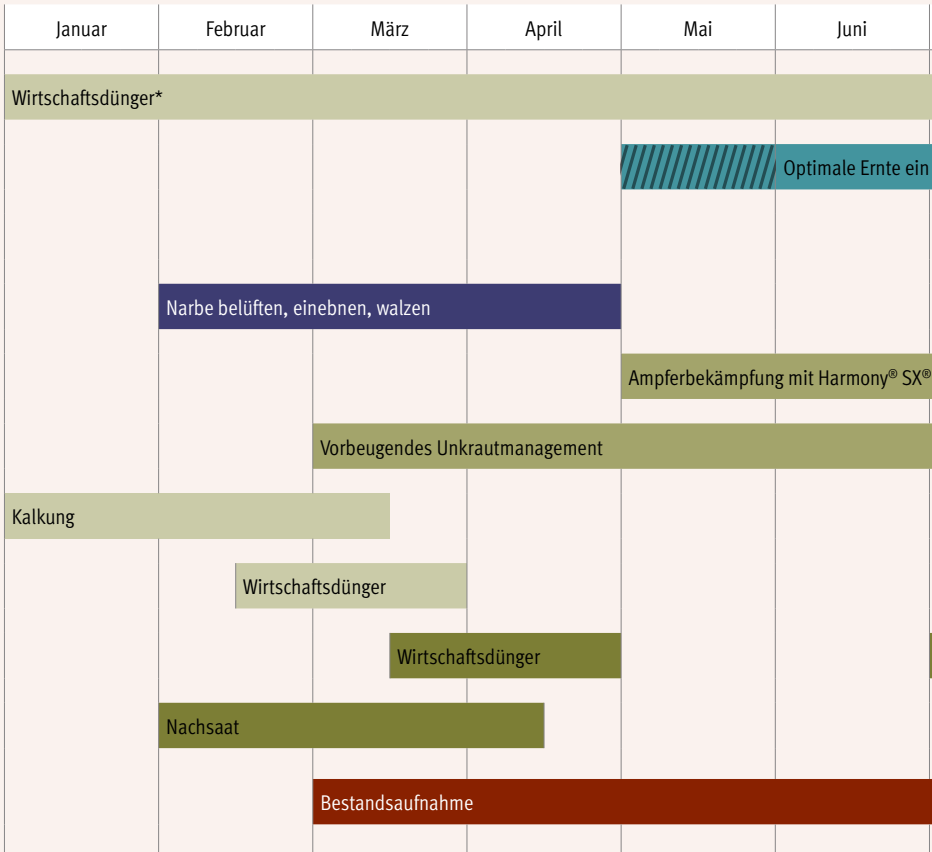 Januar Februar März April Mai Juni
Wirtschaftsdünger*
Optimale Ernte ein
Narbe belüften, einebnen, walzen
Ampferbekämpfung mit Harmony® SX®
Vorbeugendes Unkrautmanagement
Kalkung
Wirtschaftsdünger
Wirtschaftsdünger
Nachsaat
Bestandsaufnahme